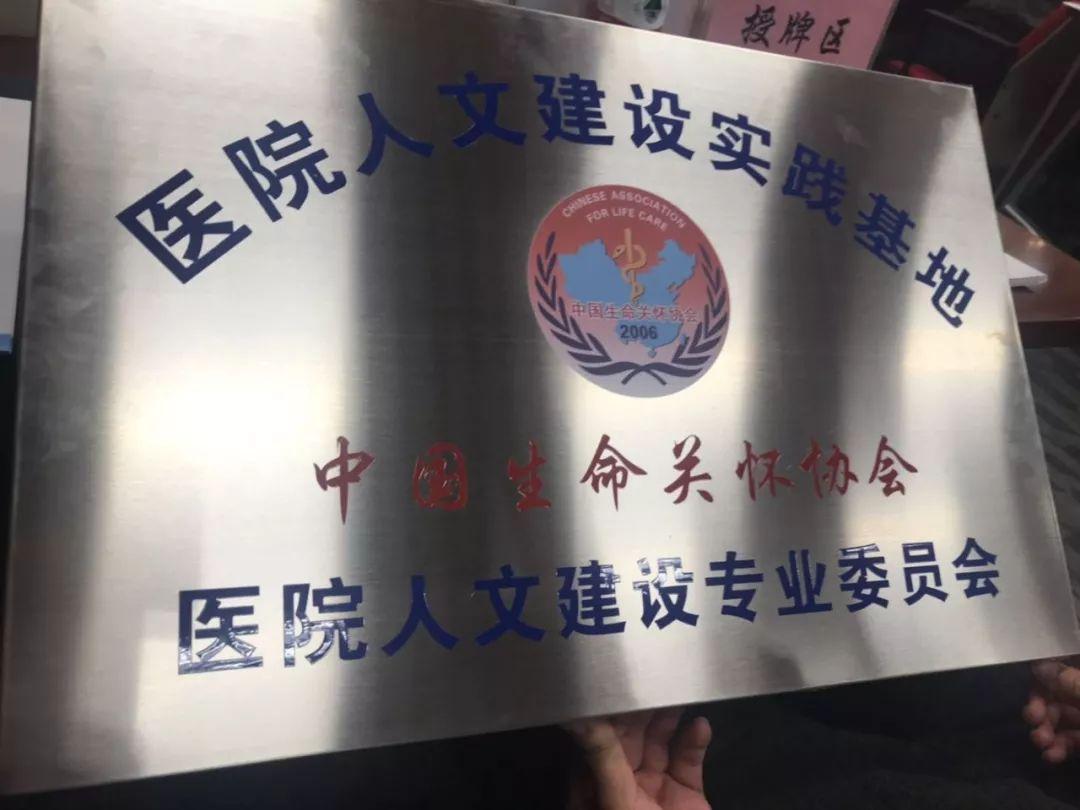 授牌区
医院人文建设实践基地
CHINESE ASSOCIATION
FOR LIFE CARE
中国生命关怀协会
2006
中国生命关怀协会
医院人文建设专业委员会